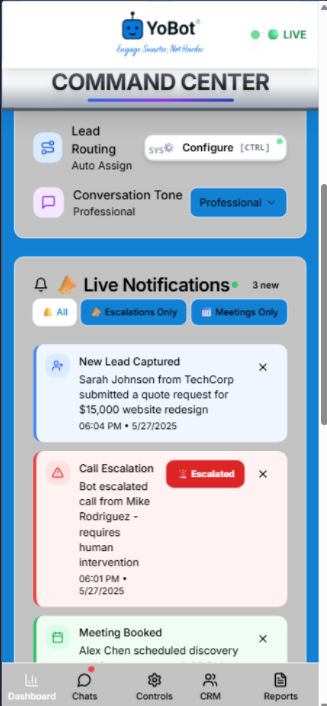 YoBot®
Engage Smarter, Not Harder
LIVE
COMMAND CENTER
Lead
Routing
Auto Assign
SYS Configure [CTRL]
Conversation Tone
Professional
Professional
Live Notifications
3 new
All
Escalations Only
Meetings Only
New Lead Captured
Sarah Johnson from TechCorp
submitted a quote request for
$15,000 website redesign
06:04 PM • 5/27/2025
Call Escalation
Escalated
Bot escalated
call from Mike
Rodriguez -
requires
human
intervention
06:01 PM •
5/27/2025
Meeting Booked
Alex Chen scheduled discovery
Dashboard
Chats
Controls
CRM
Reports